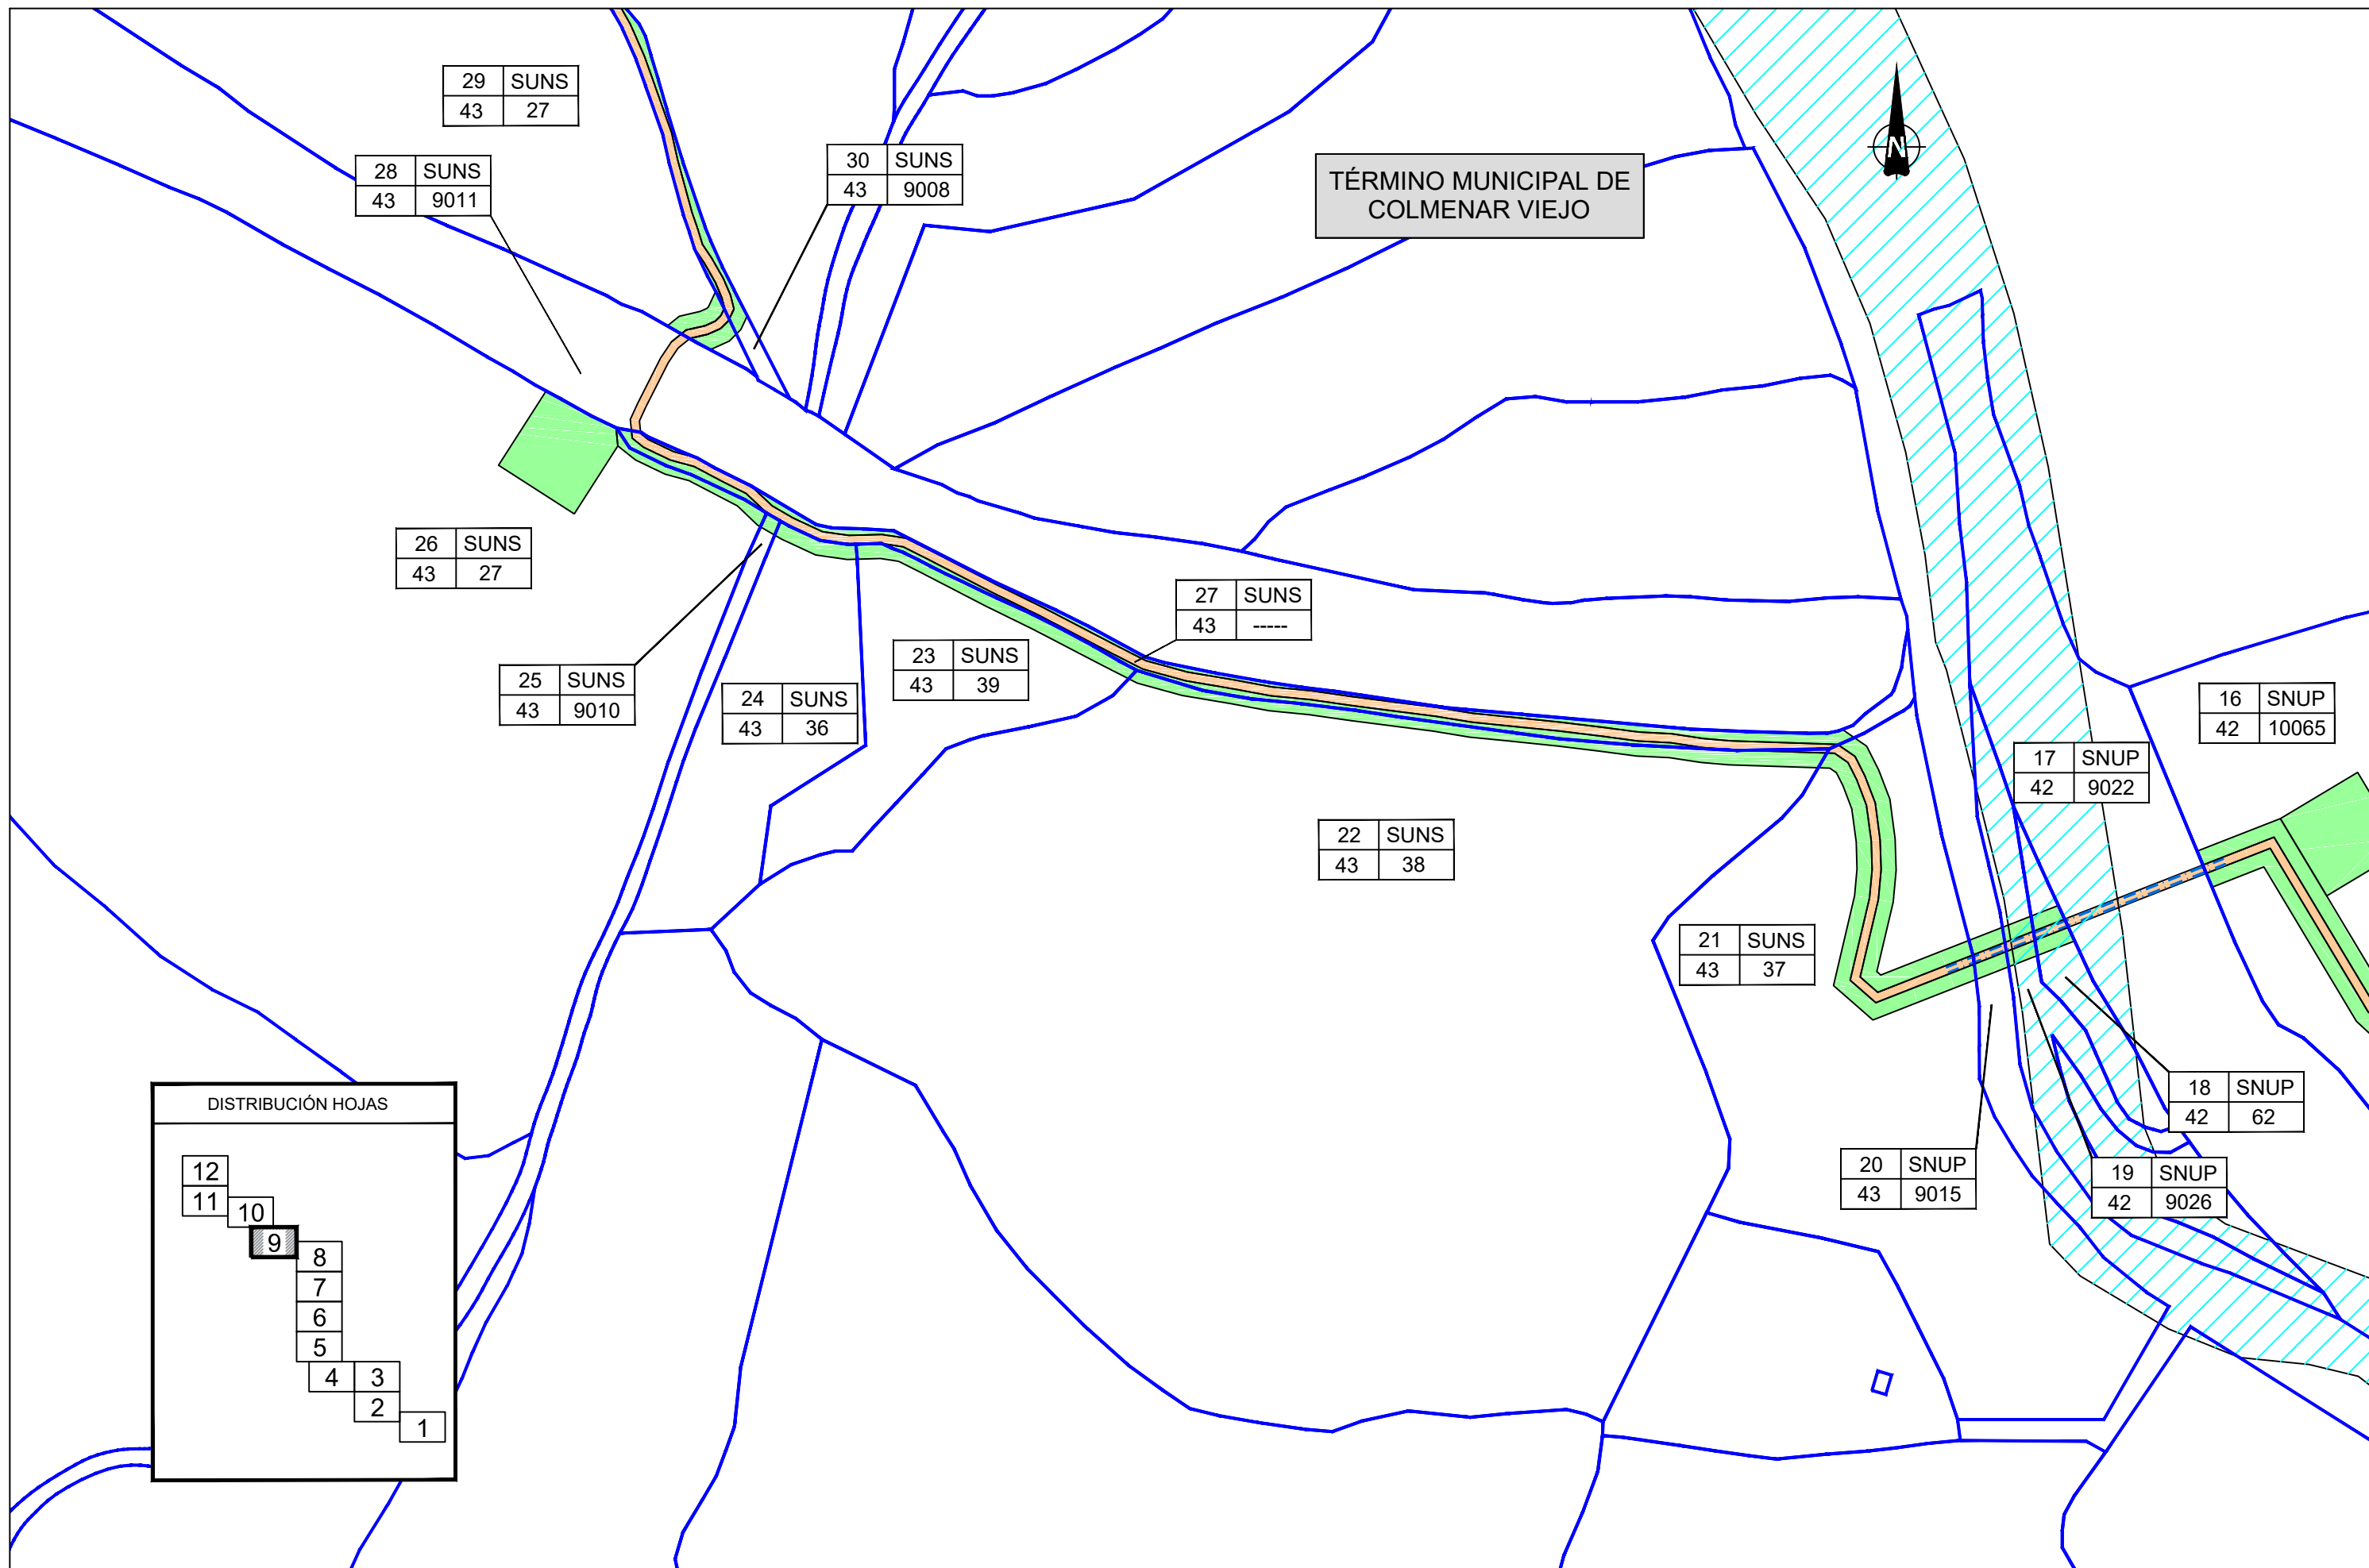 29 SUNS
43 27
28 SUNS
43 9011
30 SUNS
43 9008
TÉRMINO MUNICIPAL DE
COLMENAR VIEJO
N
26 SUNS
43 27
27 SUNS
43 -----
25 SUNS
43 9010
24 SUNS
43 36
23 SUNS
43 39
16 SNUP
42 10065
17 SNUP
42 9022
22 SUNS
43 38
21 SUNS
43 37
18 SNUP
42 62
20 SNUP
43 9015
19 SNUP
42 9026
DISTRIBUCIÓN HOJAS
12
11
10
9
8
7
6
5
4 3
2
1